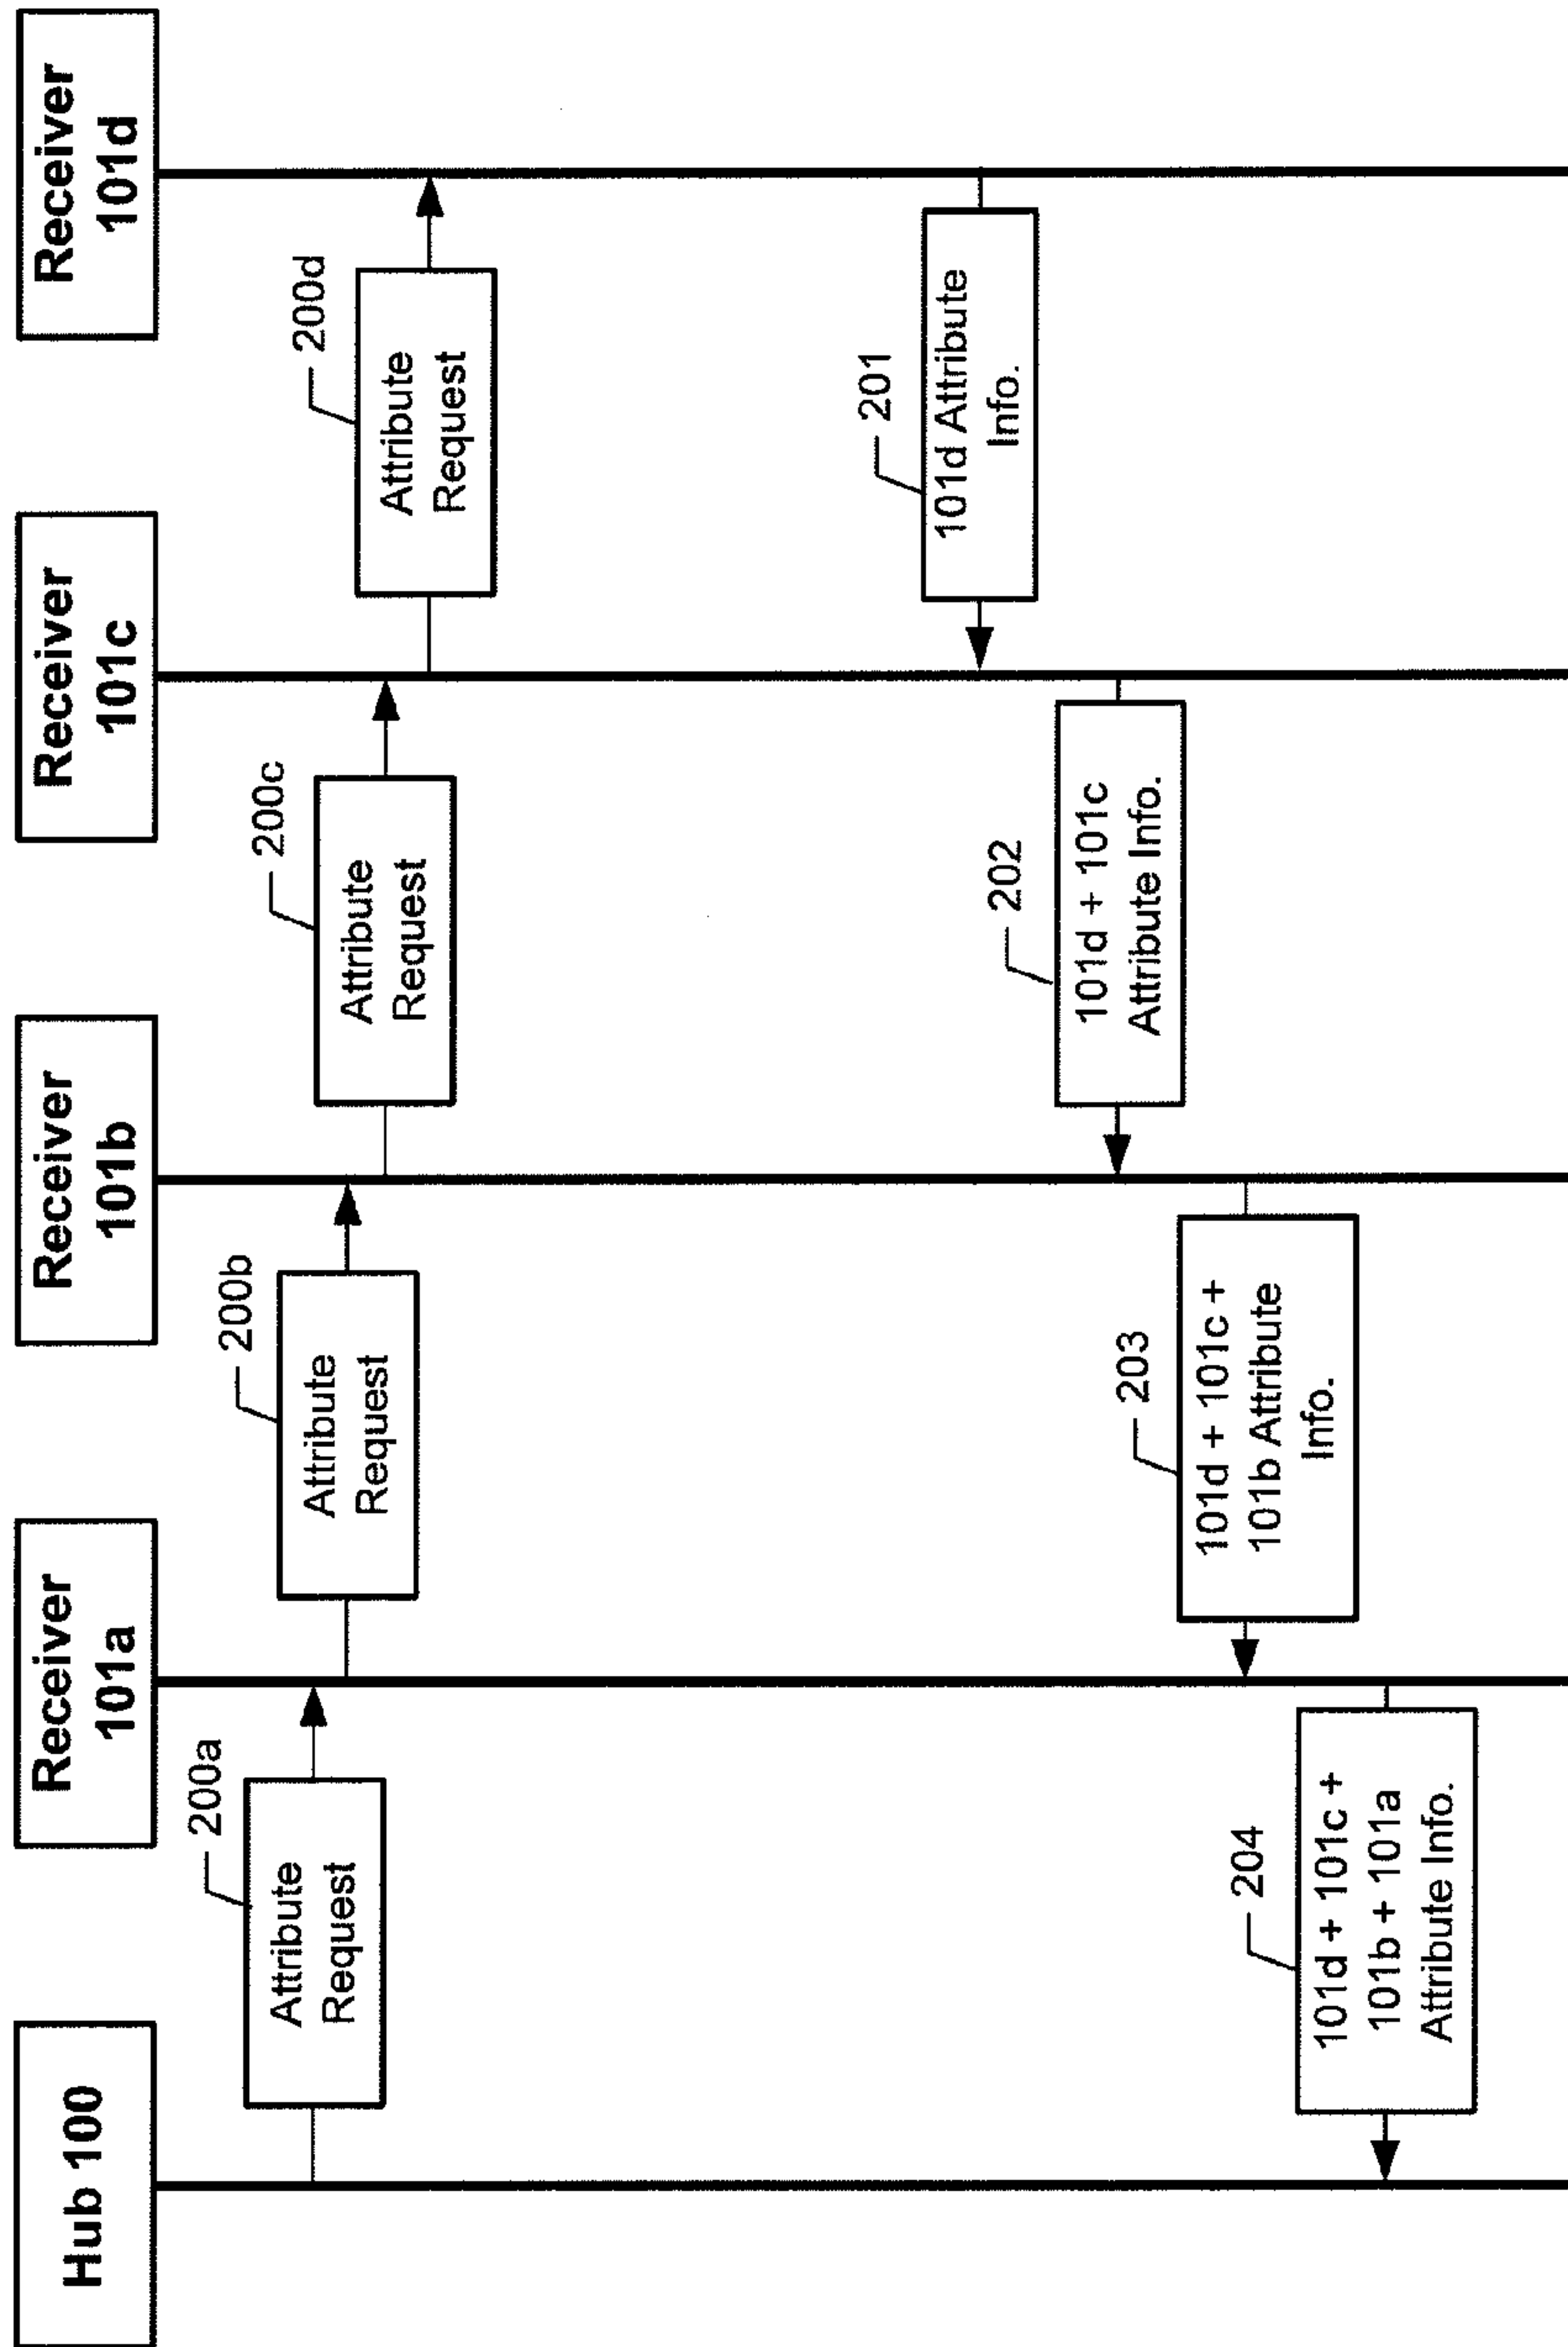 Hub 100
Receiver
101a
Receiver
101b
Receiver
101c
Receiver
101d
200a
Attribute
Request
200b
Attribute
Request
200c
Attribute
Request
200d
Attribute
Request
201
101d Attribute
Info.
202
101d + 101c
Attribute Info.
203
101d + 101c +
101b Attribute
Info.
204
101d + 101c +
101b + 101a
Attribute Info.